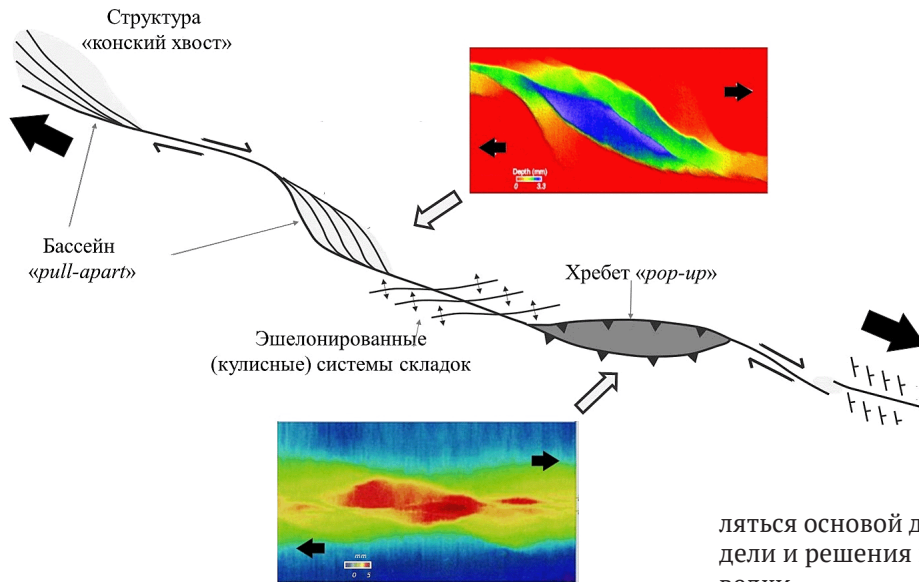 Структура
«конский хвост»
Depth (mm)
0 3.3
Бассейн
«pull-apart»
Хребет «pop-up»
Эшелонированные
(кулисные) системы складок
mm
0 5
ляться основой д
дели и решения